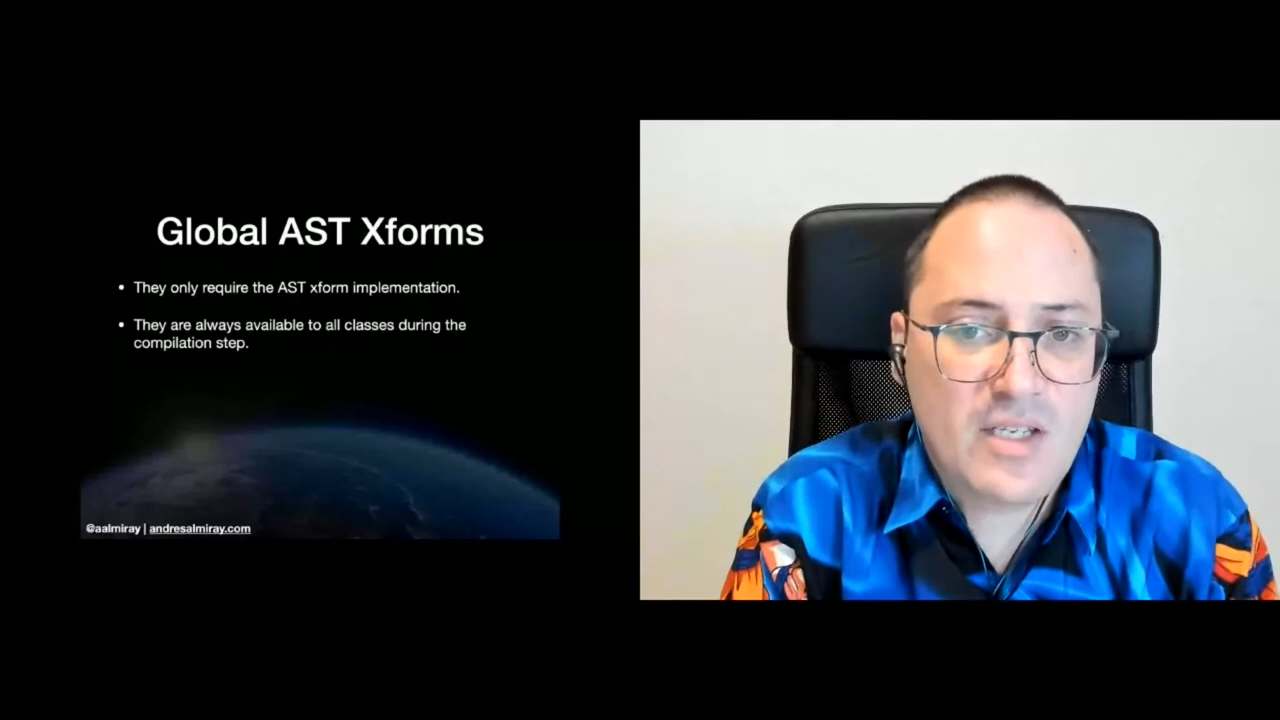 Global AST Xforms
• They only require the AST xform implementation.
• They are always available to all classes during the
compilation step.
@aalmiray | andresalmiray.com